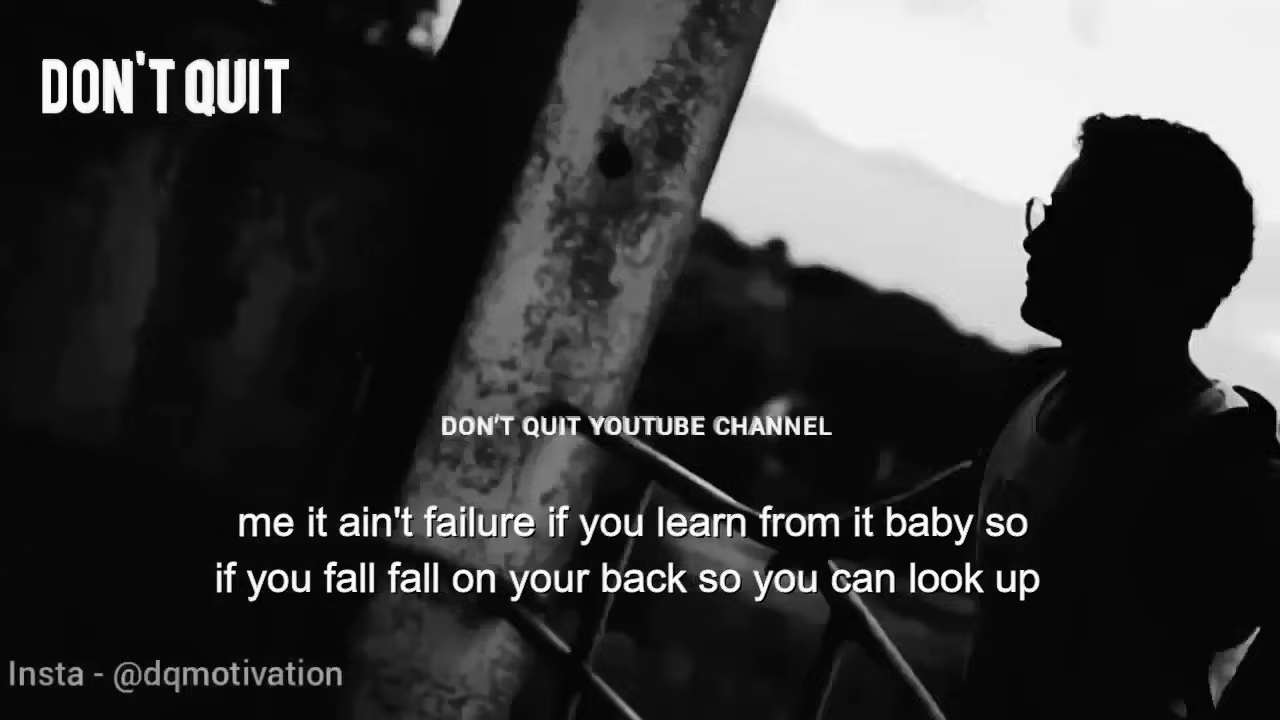 DON'T QUIT
DON'T QUIT YOUTUBE CHANNEL
me it ain't failure if you learn from it baby so
if you fall fall on your back so you can look up
Insta - @dqmotivation